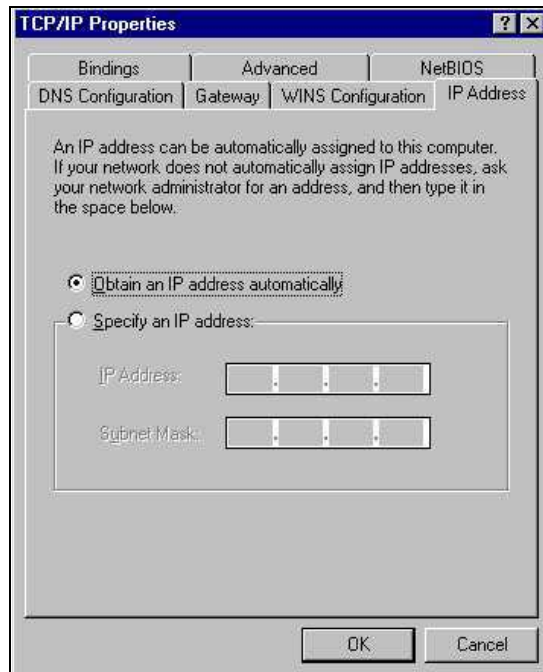 TCP/IP Properties
Bindings
Advanced
NetBIOS
DNS Configuration
Gateway
WINS Configuration
IP Address
An IP address can be automatically assigned to this computer.
If your network does not automatically assign IP addresses, ask
your network administrator for an address, and then type it in
the space below.
Obtain an IP address automatically
Specify an IP address:
IP Address:
Subnet Mask:
OK
Cancel